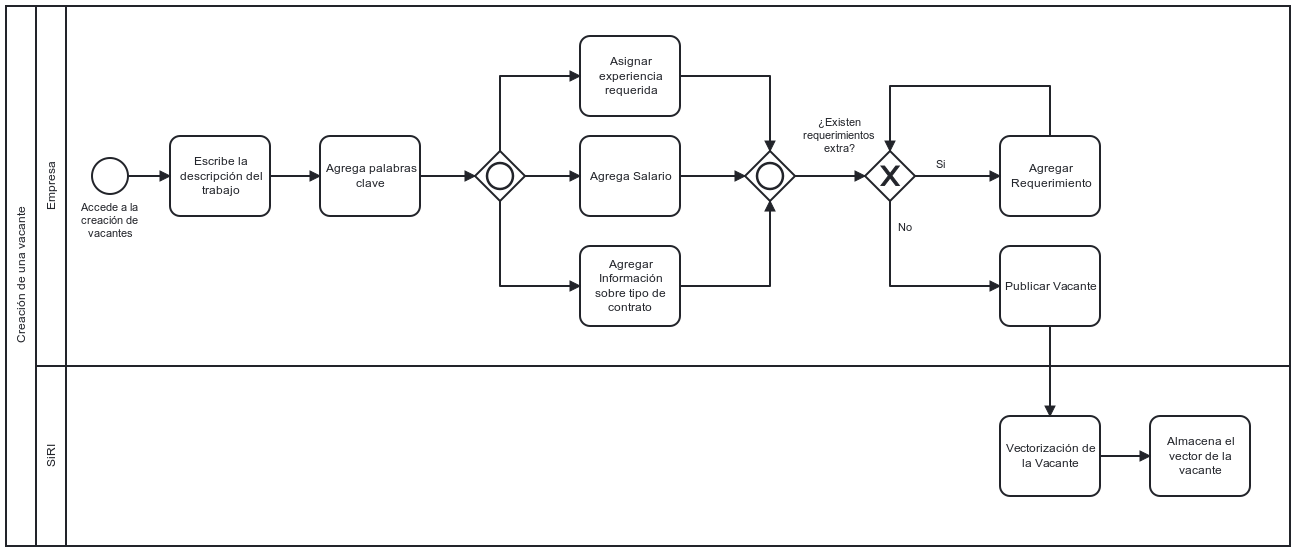 Creación de una vacante
Empresa
Accede a la
creación de
vacantes
Escribe la
descripción del
trabajo
Agrega palabras
clave
Asignar
experiencia
requerida
Agrega Salario
Agregar
Información
sobre tipo de
contrato
¿Existen
requerimientos
extra?
Si
No
Agregar
Requerimiento
Publicar Vacante
SiRI
Vectorización de
la Vacante
Almacena el
vector de la
vacante